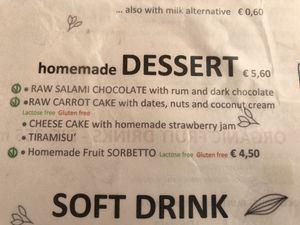 ... also with milk alternative € 0,60
homemade DESSERT € 5,60
• RAW SALAMI CHOCOLATE with rum and dark chocolate
• RAW CARROT CAKE with dates, nuts and coconut cream
Lactose free Gluten free
• CHEESE CAKE with homemade strawberry jam
• TIRAMISU'
• Homemade Fruit SORBETTO Lactose free Gluten free € 4,50
SOFT DRINK